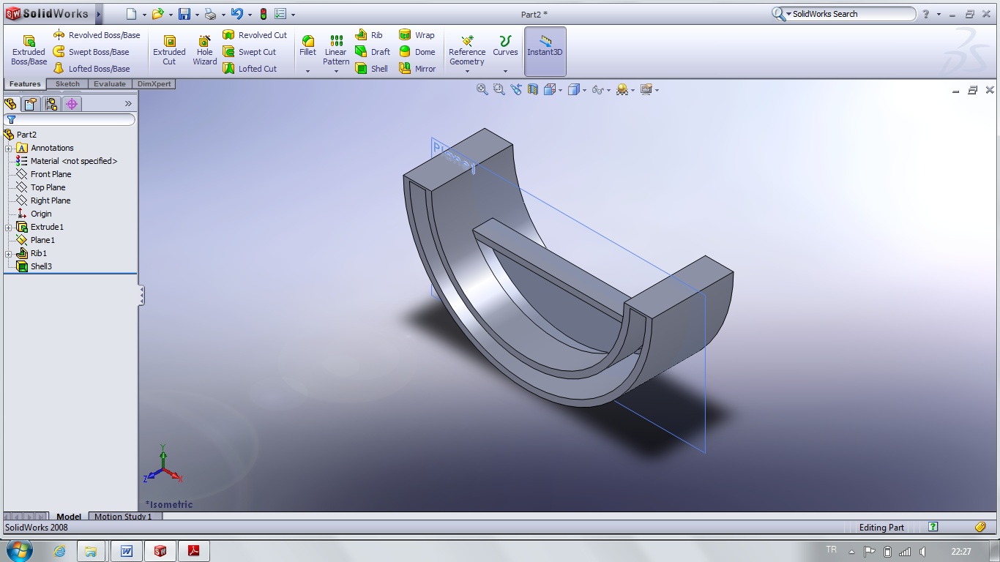 SolidWorks
Part2 *
SolidWorks Search
Extruded Boss/Base
Revolved Boss/Base
Swept Boss/Base
Lofted Boss/Base
Extruded Cut
Hole Wizard
Revolved Cut
Swept Cut
Lofted Cut
Fillet
Linear Pattern
Rib
Draft
Shell
Wrap
Dome
Mirror
Reference Geometry
Curves
Instant3D
Features Sketch Evaluate DimXpert
Part2
Annotations
Material <not specified>
Front Plane
Top Plane
Right Plane
Origin
Extrude1
Plane1
Rib1
Shell3
Plane1
Y
Z X
*Isometric
Model Motion Study 1
SolidWorks 2008 Editing Part
TR 22:27